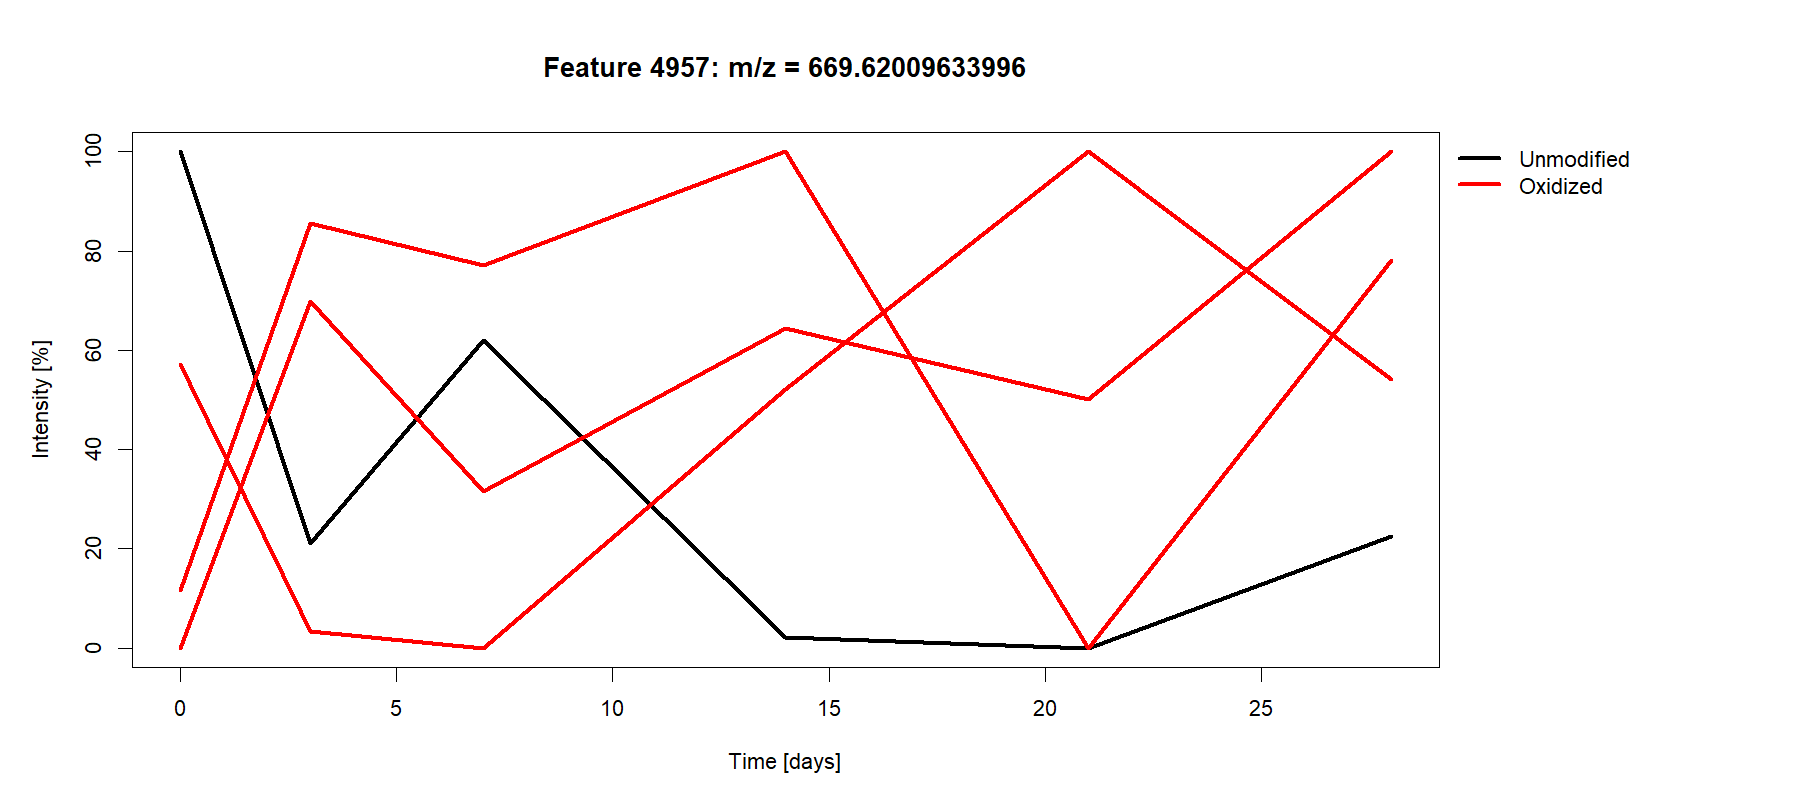 Feature 4957: m/z = 669.62009633996
Unmodified
Oxidized
Intensity [%]
100
80
60
40
20
0
0 5 10 15 20 25
Time [days]